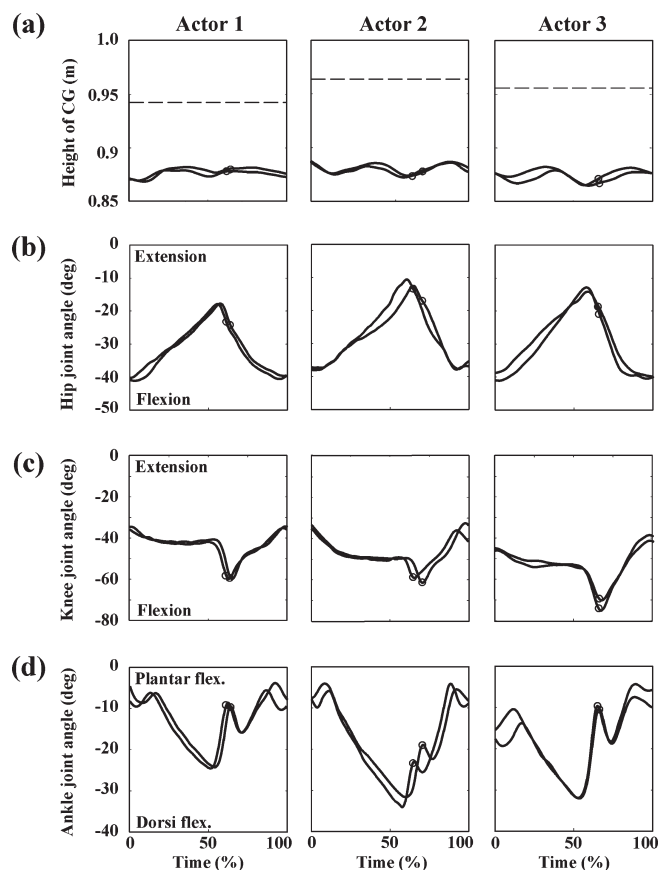 (a)
Actor 1
Actor 2
Actor 3
Height of CG (m)
1.0
0.95
0.9
0.85
(b)
Hip joint angle (deg)
0
-10
-20
-30
-40
-50
Extension
Flexion
(c)
Knee joint angle (deg)
0
-20
-40
-60
-80
Extension
Flexion
(d)
Ankle joint angle (deg)
0
-10
-20
-30
-40
Plantar flex.
Dorsi flex.
0
50
100
0
50
100
0
50
100
Time (%)
Time (%)
Time (%)